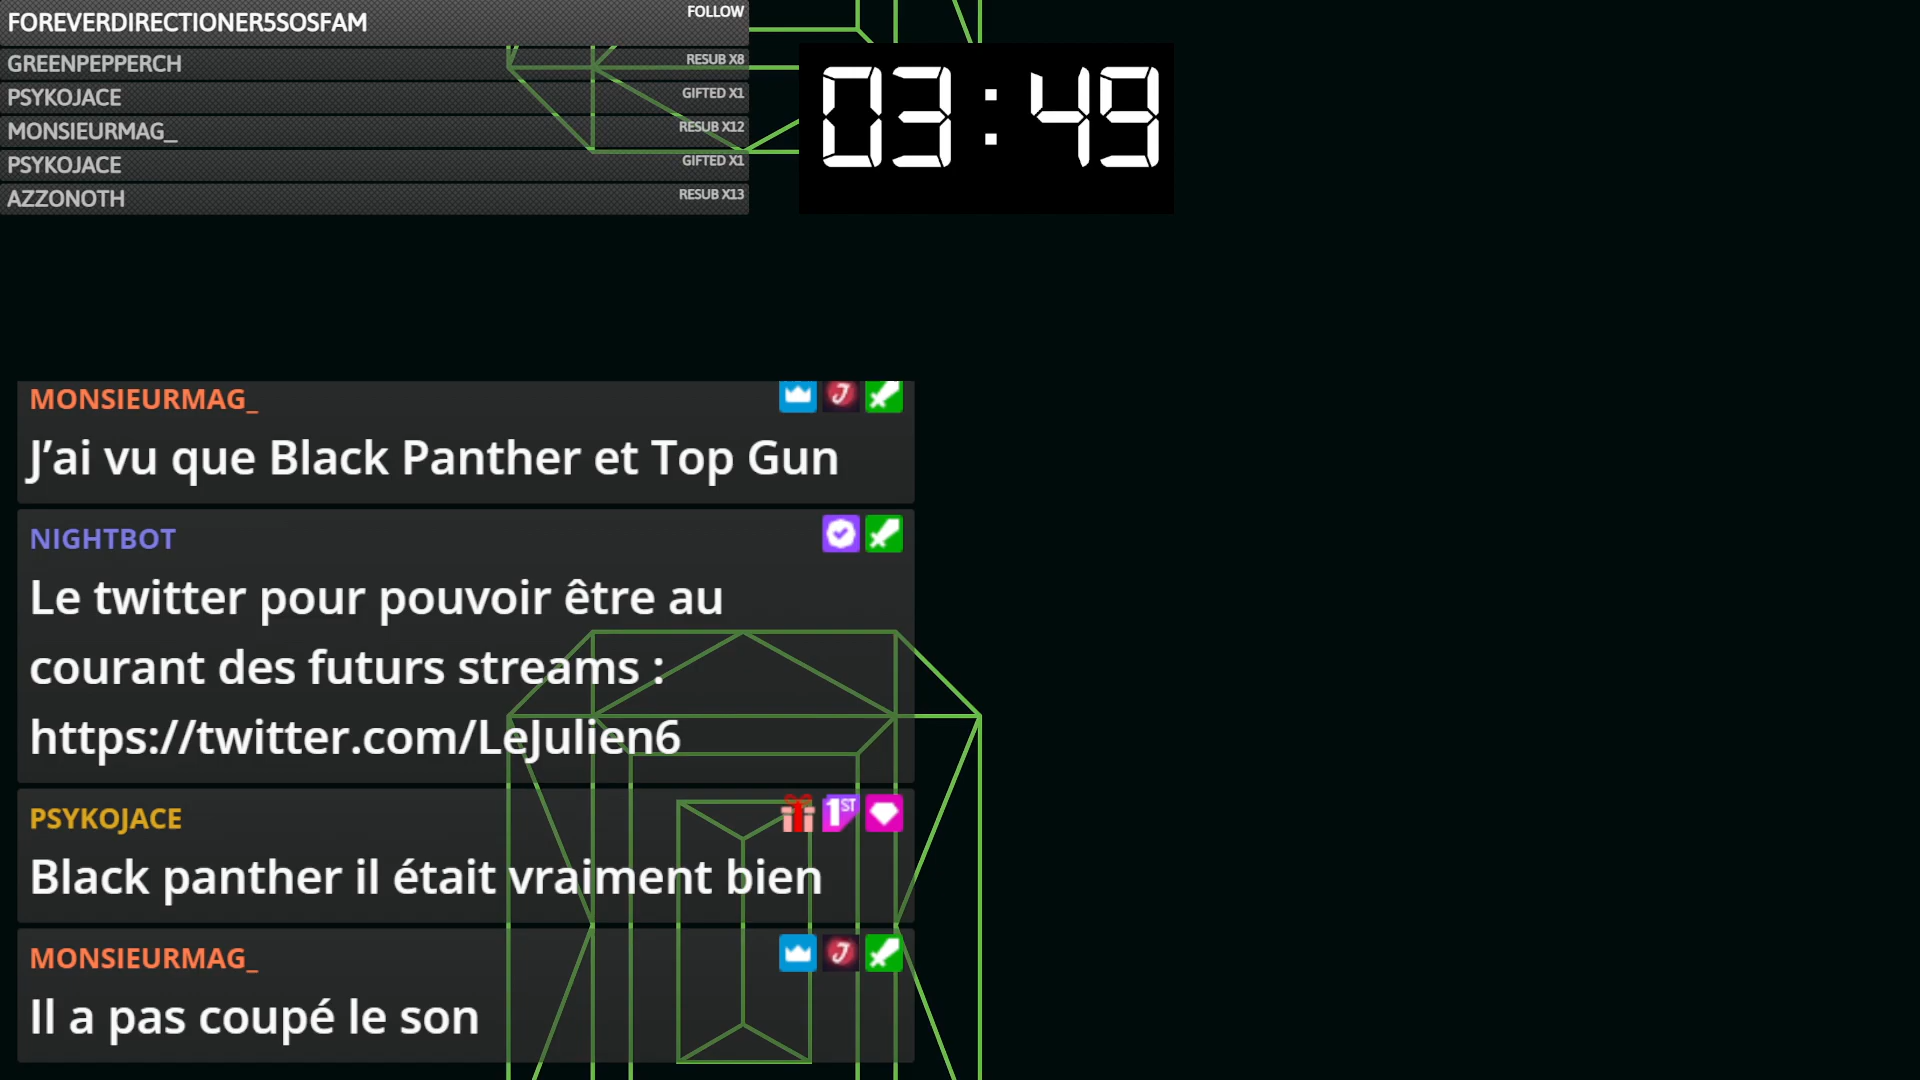 FOREVERDIRECTIONER5SOSFAM FOLLOW
GREENPEPPERCH RESUB X8
PSYKOJACE GIFTED X1
MONSIEURMAG_ RESUB X12
PSYKOJACE GIFTED X1
AZZONOTH RESUB X13
03:49
MONSIEURMAG_
J
J’ai vu que Black Panther et Top Gun
NIGHTBOT
Le twitter pour pouvoir être au
courant des futurs streams :
https://twitter.com/LeJulien6
PSYKOJACE
1ST
Black panther il était vraiment bien
MONSIEURMAG_
J
Il a pas coupé le son